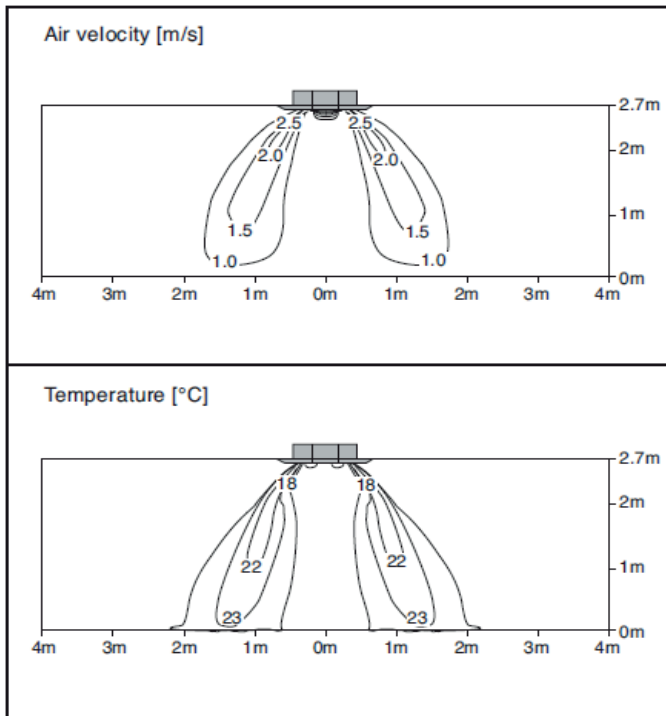 Air velocity [m/s]
2.7m
2.5 2.5
2m
2.0 2.0
1m
1.5 1.5
1.0 1.0
0m
4m 3m 2m 1m 0m 1m 2m 3m 4m
Temperature [°C]
2.7m
18 18
2m
22 22
1m
23 23
0m
4m 3m 2m 1m 0m 1m 2m 3m 4m